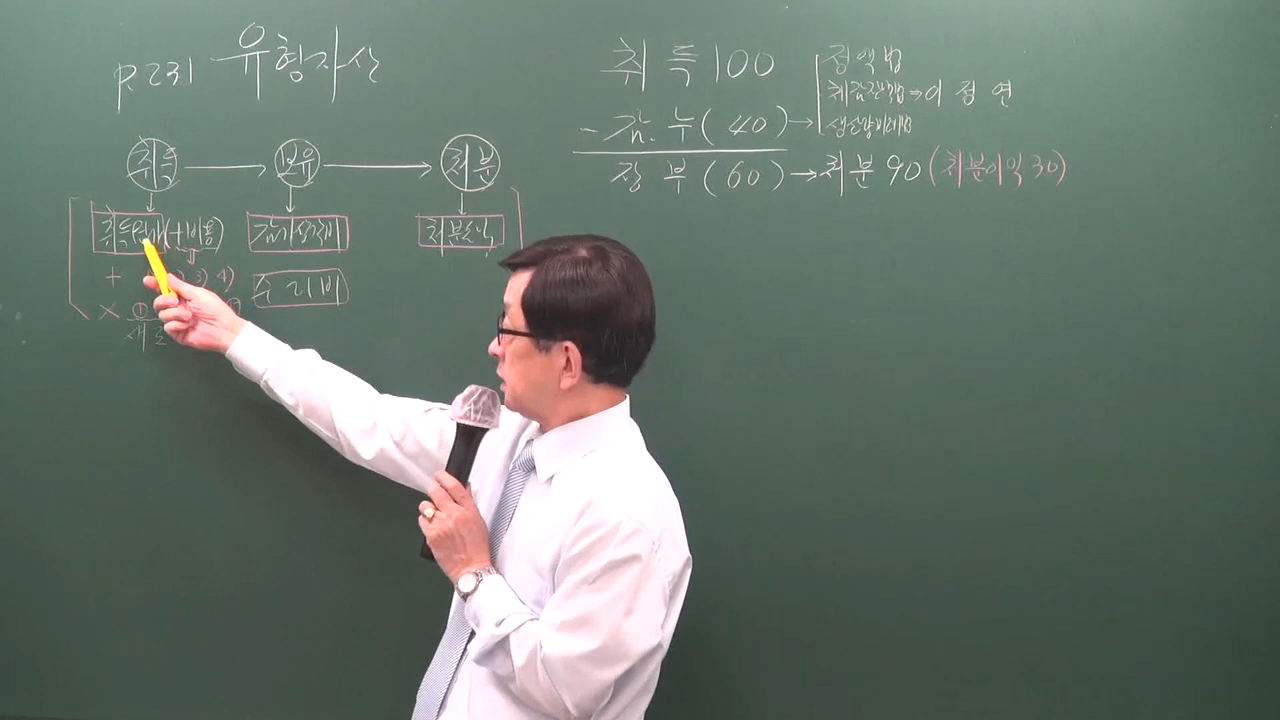 P.231 유형자산
취득 보유 처분
취득원가(+비용) 감가상각비 처분손익
+ 3) 4) 수리비
× ①
취득 100
-감.누(40)→
장부(60)→처분 90 (처분이익 30)
정액법
체감잔액법⇒이 정 연
생산량비례법